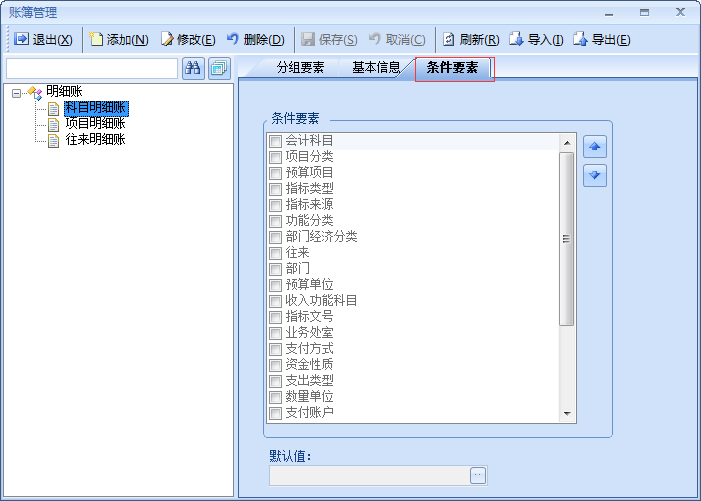 账簿管理
退出(X) 添加(N) 修改(E) 删除(D) 保存(S) 取消(C) 刷新(R) 导入(I) 导出(E)
分组要素 基本信息 条件要素
明细账
科目明细账
项目明细账
往来明细账
条件要素
会计科目
项目分类
预算项目
指标类型
指标来源
功能分类
部门经济分类
往来
部门
预算单位
收入功能科目
指标文号
业务处室
支付方式
资金性质
支出类型
数量单位
支付账户
默认值：